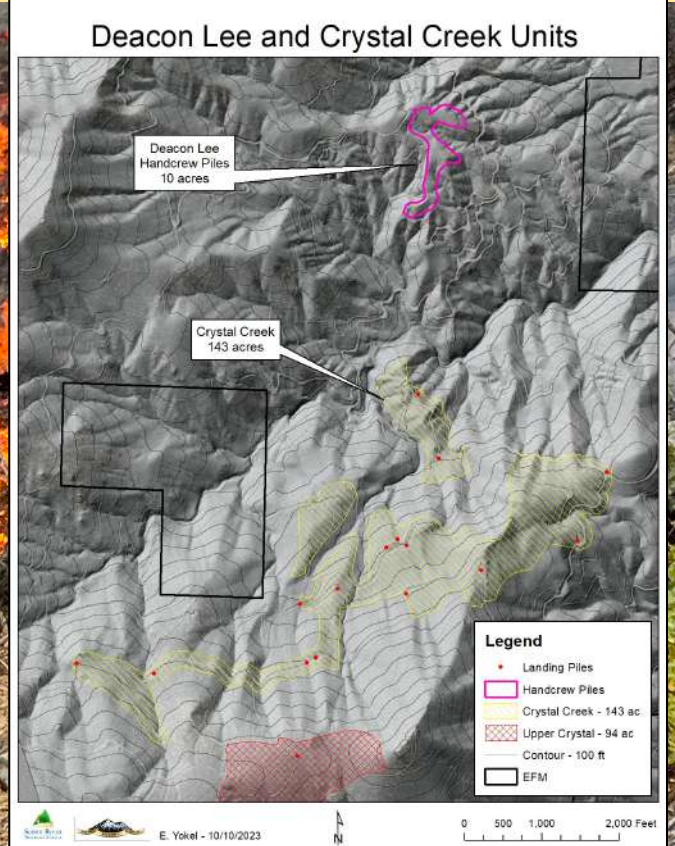 Deacon Lee and Crystal Creek Units
Deacon Lee
Handcrew Piles
10 acres
Crystal Creek
143 acres
Legend
Landing Piles
Handcrew Piles
Crystal Creek - 143 ac
Upper Crystal - 94 ac
Contour - 100 ft
EFM
E. Yokel - 10/10/2023
N
0 500 1,000 2,000 Feet